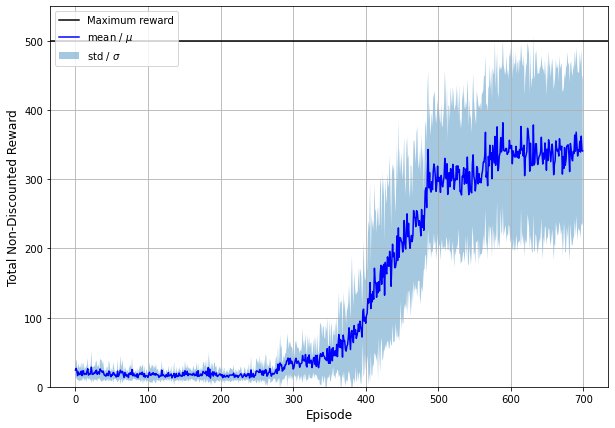 Maximum reward
mean / μ
std / σ
500
400
300
200
100
0
Total Non-Discounted Reward
0 100 200 300 400 500 600 700
Episode